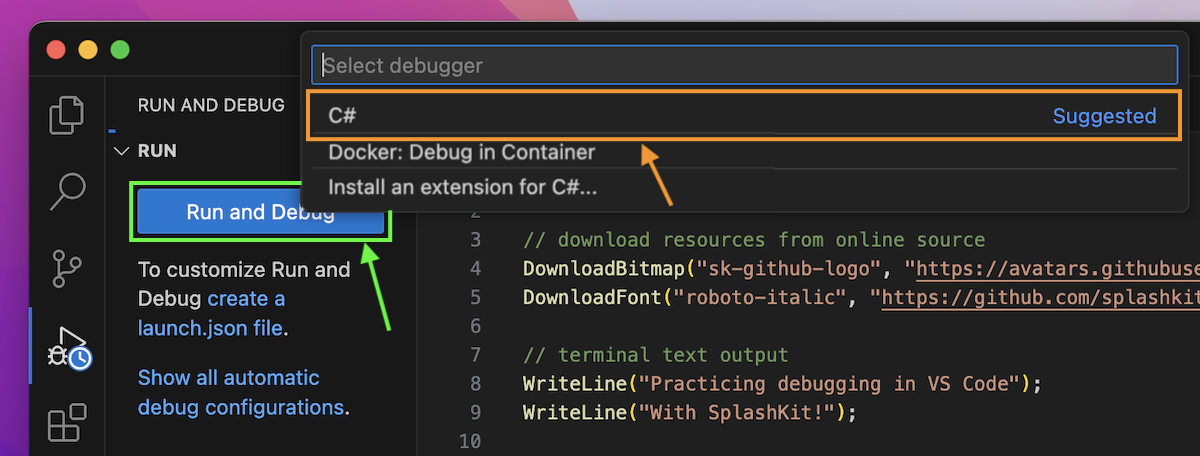 Select debugger
C# Suggested
Docker: Debug in Container
Install an extension for C#...
RUN AND DEBUG
RUN
Run and Debug
To customize Run and
Debug create a
launch.json file.
Show all automatic
debug configurations.
2
3 // download resources from online source
4 DownloadBitmap("sk-github-logo", "https://avatars.githubuse
5 DownloadFont("roboto-italic", "https://github.com/splashkit
6
7 // terminal text output
8 WriteLine("Practicing debugging in VS Code");
9 WriteLine("With SplashKit!");
10